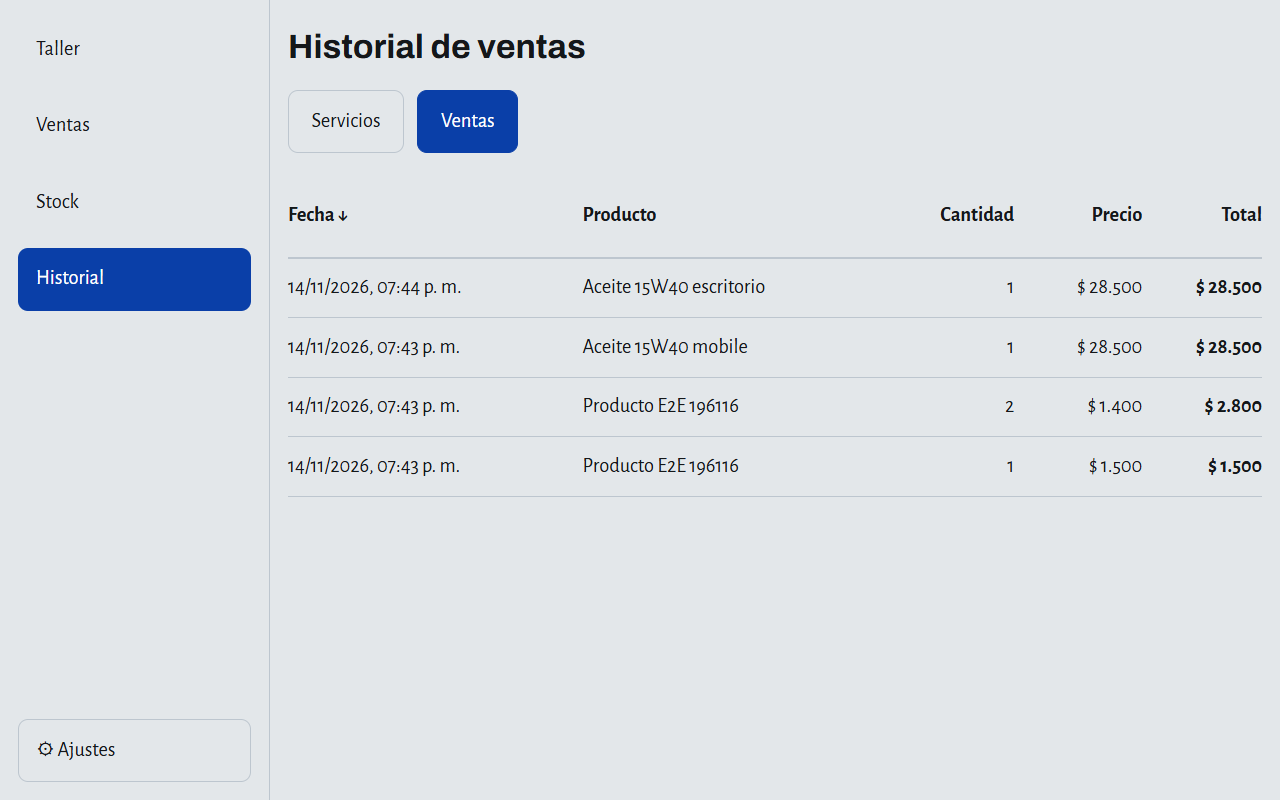 Taller
Ventas
Stock
Historial
⚙ Ajustes
Historial de ventas
Servicios Ventas
Fecha ↓ Producto Cantidad Precio Total
14/11/2026, 07:44 p. m. Aceite 15W40 escritorio 1 $ 28.500 $ 28.500
14/11/2026, 07:43 p. m. Aceite 15W40 mobile 1 $ 28.500 $ 28.500
14/11/2026, 07:43 p. m. Producto E2E 196116 2 $ 1.400 $ 2.800
14/11/2026, 07:43 p. m. Producto E2E 196116 1 $ 1.500 $ 1.500